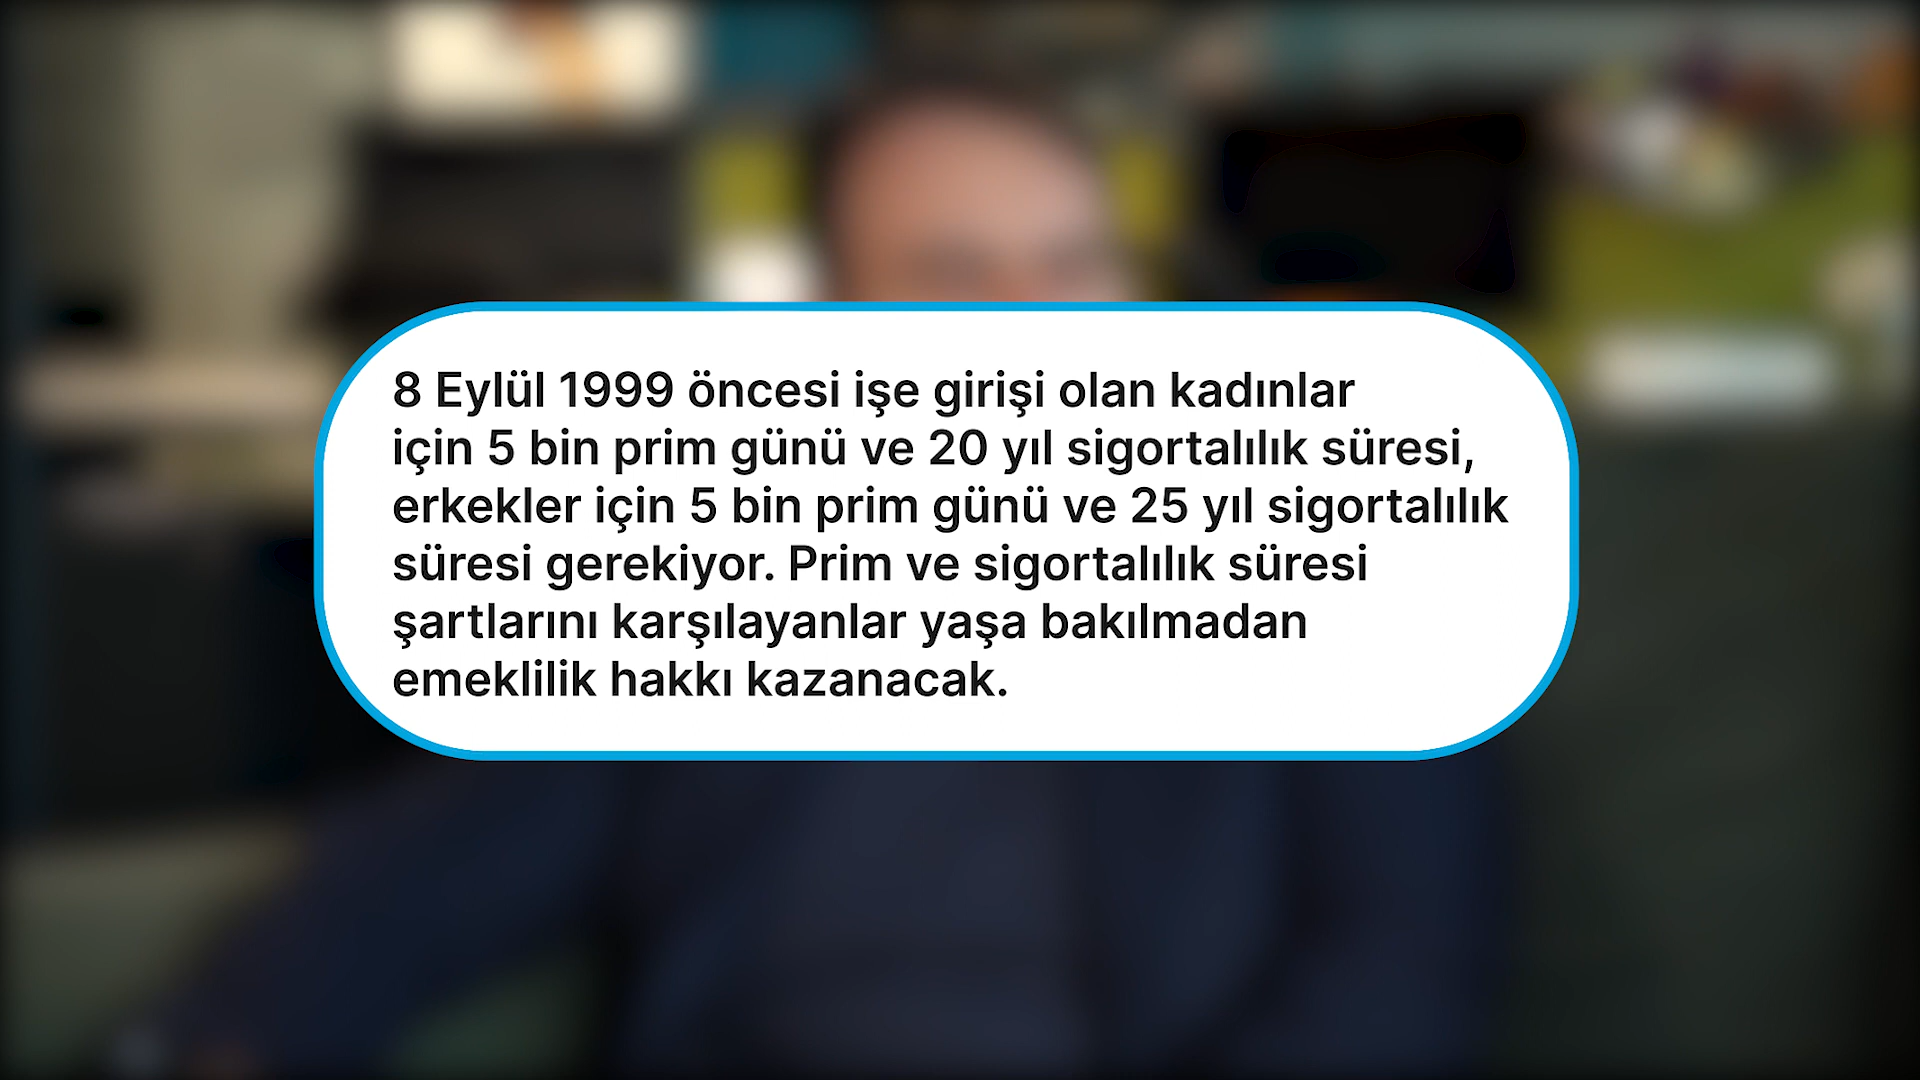 8 Eylül 1999 öncesi işe girişi olan kadınlar
için 5 bin prim günü ve 20 yıl sigortalılık süresi,
erkekler için 5 bin prim günü ve 25 yıl sigortalılık
süresi gerekiyor. Prim ve sigortalılık süresi
şartlarını karşılayanlar yaşa bakılmadan
emeklilik hakkı kazanacak.